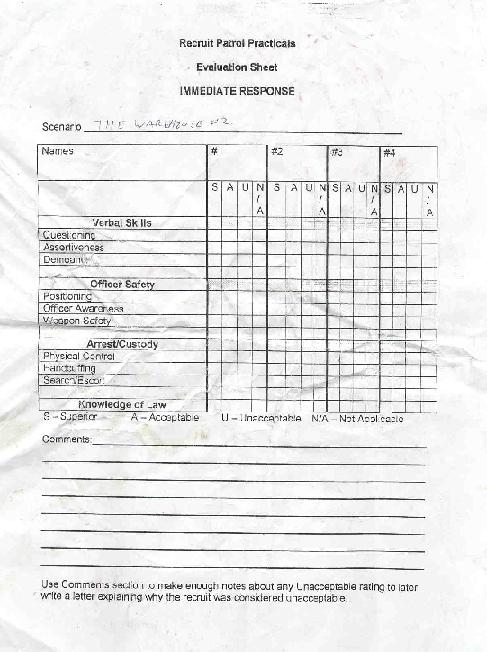 Recruit Patrol Practicals
Evaluation Sheet
IMMEDIATE RESPONSE
Scenario THE WAREHOUSE #2
Names # #2 #3 #4
S A U N/A S A U N/A S A U N/A S A U N/A
Verbal Skills
Questioning
Assertiveness
Demeanor
Officer Safety
Positioning
Officer Awareness
Weapon Safety
Arrest/Custody
Physical Control
Handcuffing
Search/Escort
Knowledge of Law
S – Superior A – Acceptable U – Unacceptable N/A – Not Applicable
Comments:
Use Comments section to make enough notes about any Unacceptable rating to later
write a letter explaining why the recruit was considered unacceptable.